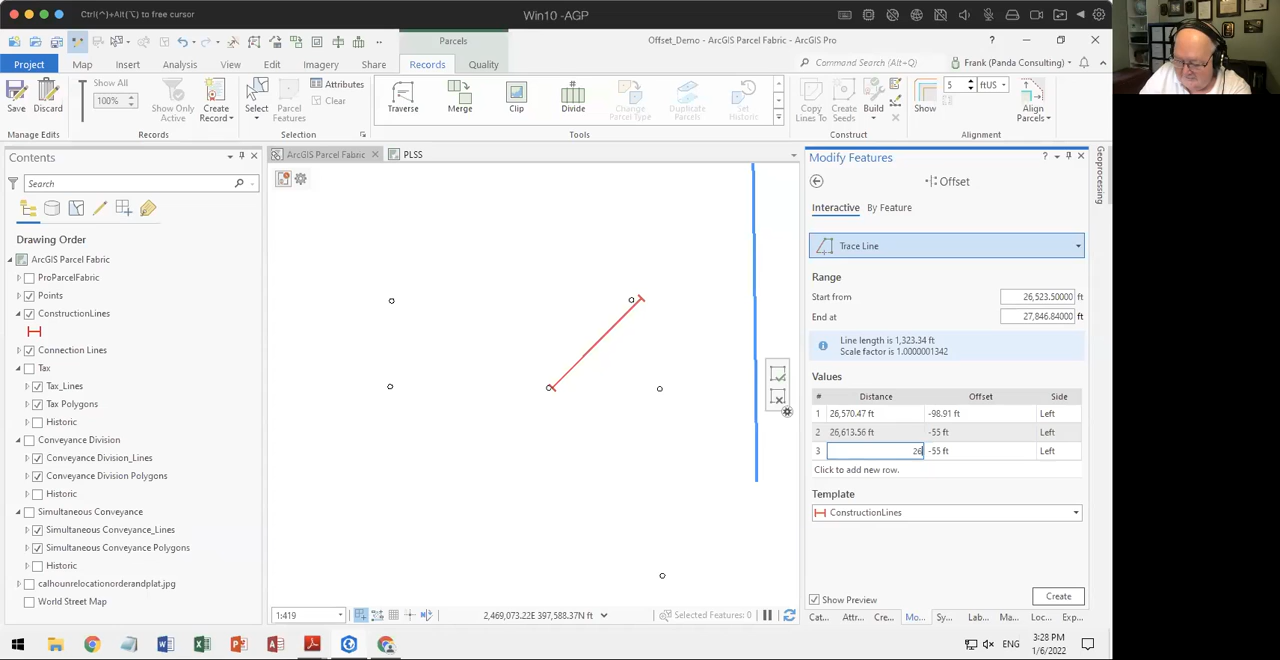 Ctrl(^)+Alt(⌥) to free cursor
Win10 -AGP
Parcels
Offset_Demo - ArcGIS Parcel Fabric - ArcGIS Pro
?
Project
Map
Insert
Analysis
View
Edit
Imagery
Share
Records
Quality
Command Search (Alt+Q)
Frank (Panda Consulting)
Show All
100%
Attributes
Clear
5
ftUS
Save
Discard
Show Only
Active
Create
Record
Select
Parcel
Features
Traverse
Merge
Clip
Divide
Change
Parcel Type
Duplicate
Parcels
Set
Historic
Copy
Lines To
Create
Seeds
Build
Show
Align
Parcels
Manage Edits
Records
Selection
Tools
Construct
Alignment
Contents
ArcGIS Parcel Fabric
PLSS
Modify Features
?
Geoprocessing
Search
Offset
Interactive
By Feature
Drawing Order
Trace Line
ArcGIS Parcel Fabric
ProParcelFabric
Points
ConstructionLines
Connection Lines
Tax
Tax_Lines
Tax Polygons
Historic
Conveyance Division
Conveyance Division_Lines
Conveyance Division Polygons
Historic
Simultaneous Conveyance
Simultaneous Conveyance_Lines
Simultaneous Conveyance Polygons
Historic
calhounrelocationorderandplat.jpg
World Street Map
Range
Start from 26,523.50000 ft
End at 27,846.84000 ft
Line length is 1,323.34 ft
Scale factor is 1.0000001342
Values
# Distance Offset Side
1 26,570.47 ft -98.91 ft Left
2 26,613.56 ft -55 ft Left
3 26 -55 ft Left
Click to add new row.
Template
ConstructionLines
Show Preview
Create
1:419
2,469,073.22E 397,588.37N ft
Selected Features: 0
Cat...
Attr...
Cre...
Mo...
Sy...
Lab...
Ma...
Loc...
Exp...
ENG
3:28 PM
1/6/2022